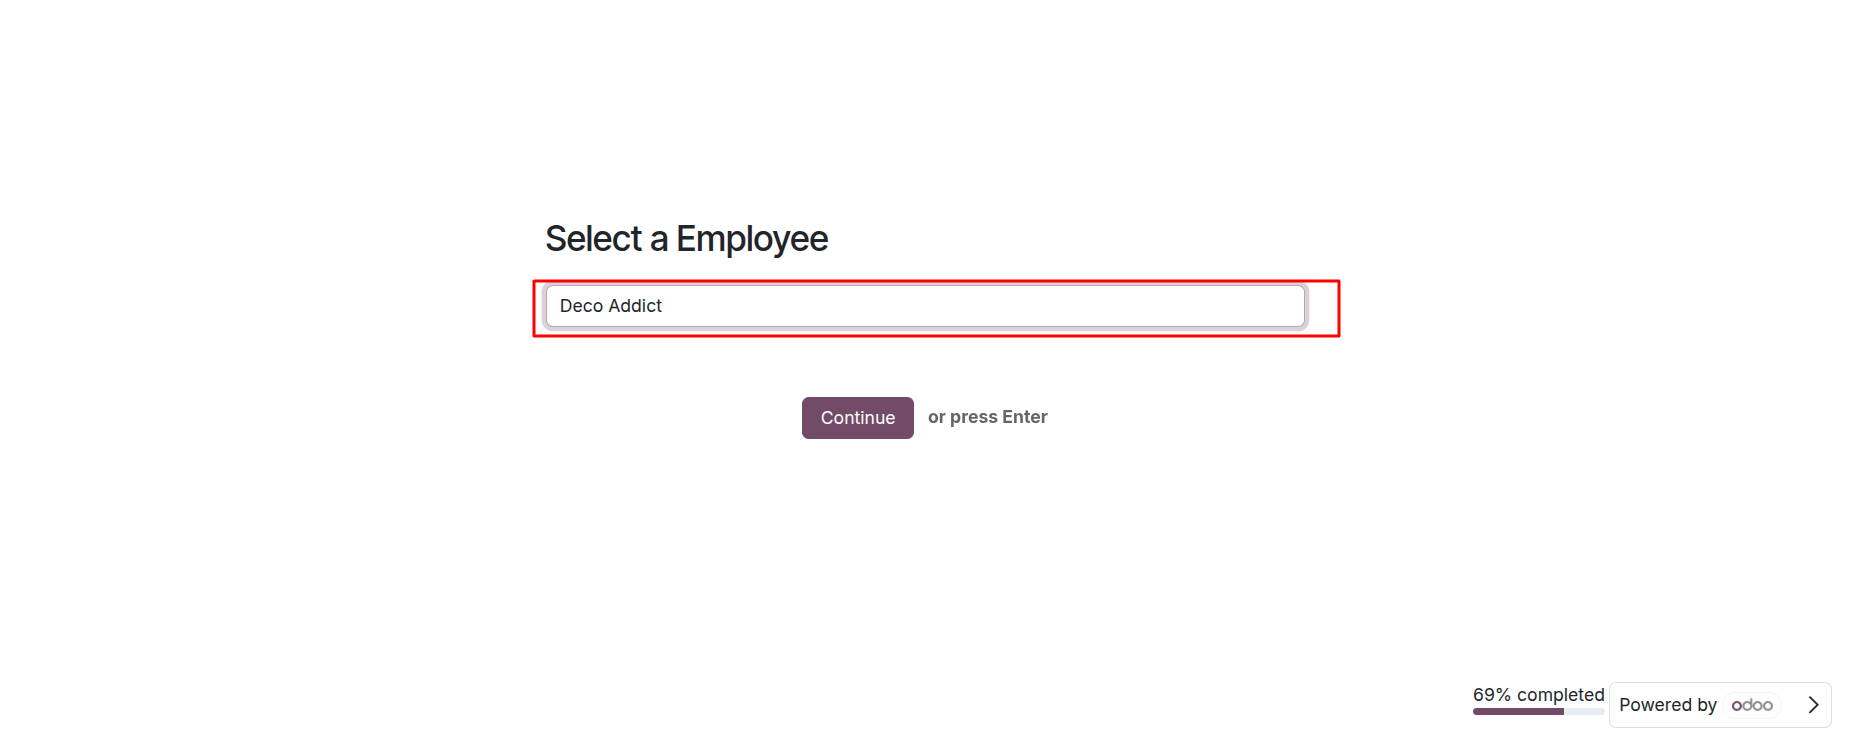 Select a Employee
Deco Addict
Continue or press Enter
69% completed
Powered by odoo